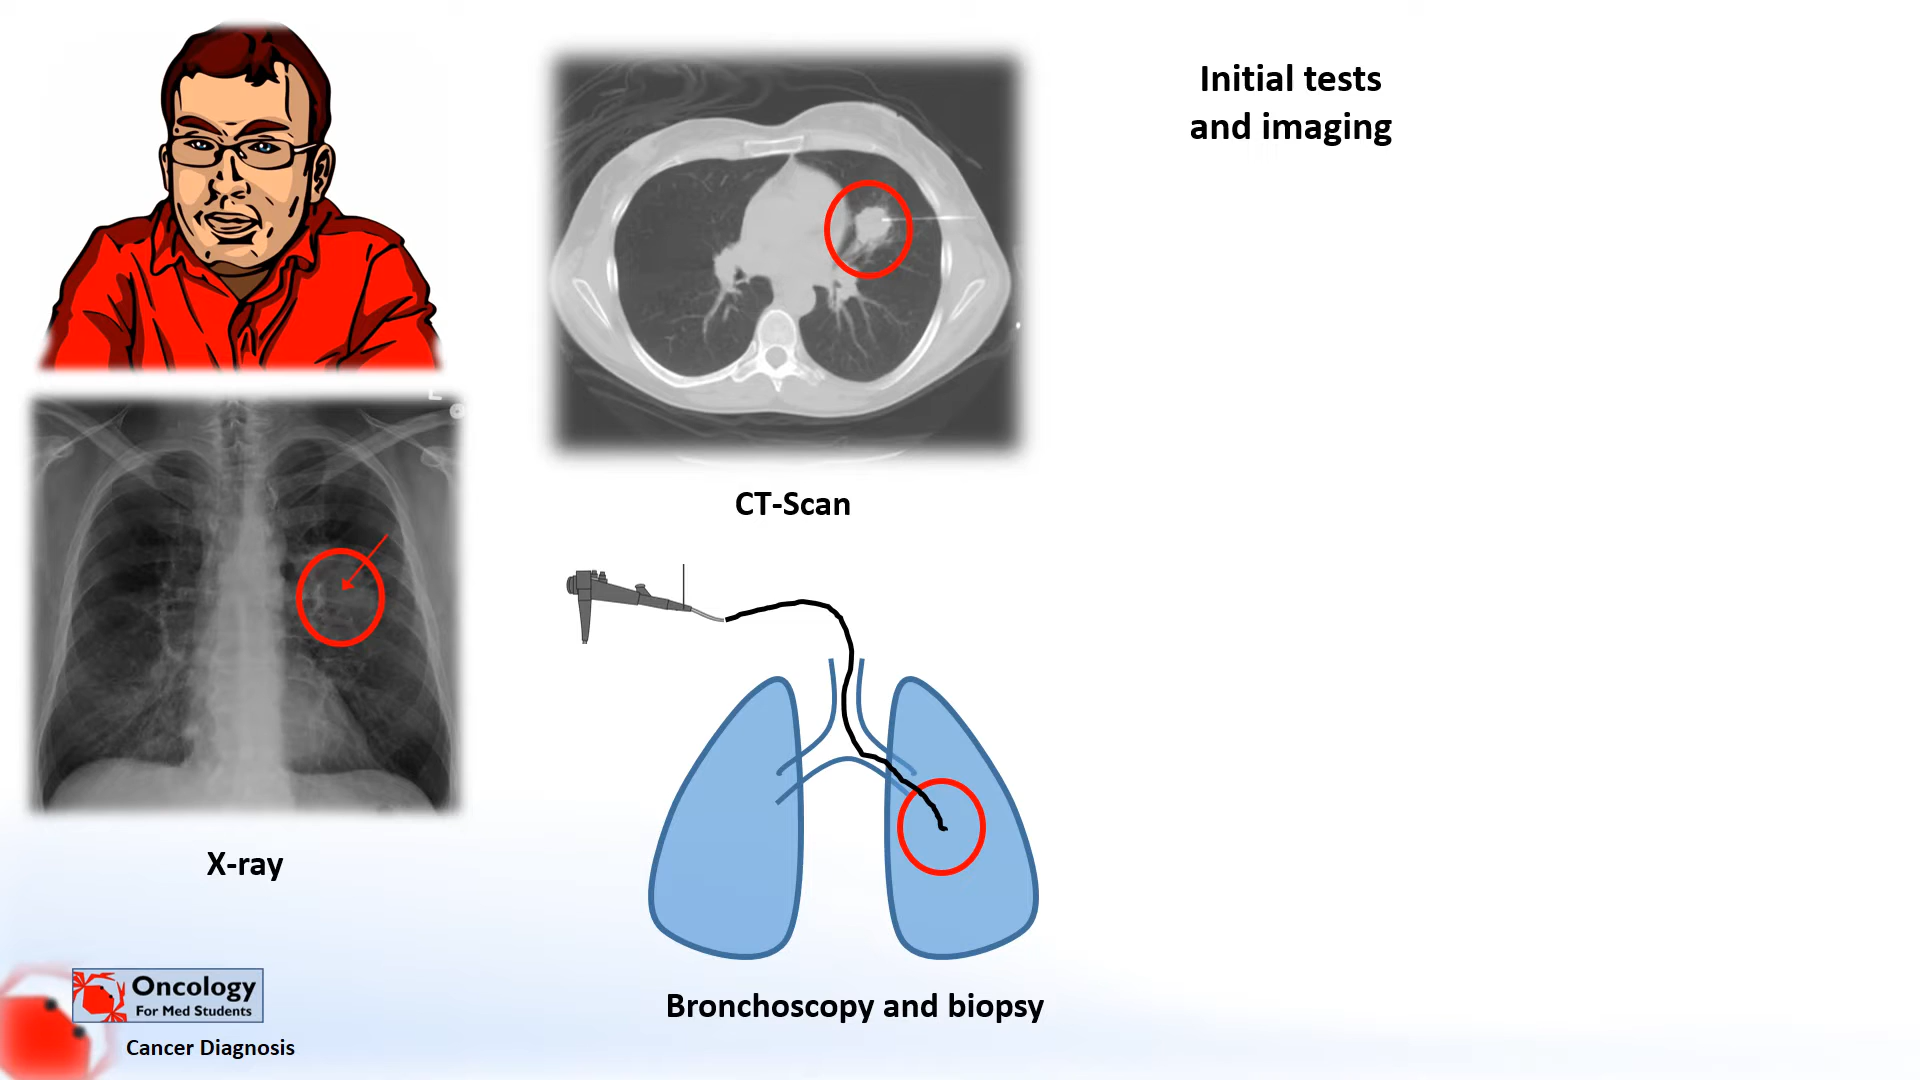 Initial tests
and imaging
CT-Scan
L
X-ray
Bronchoscopy and biopsy
Oncology
For Med Students
Cancer Diagnosis